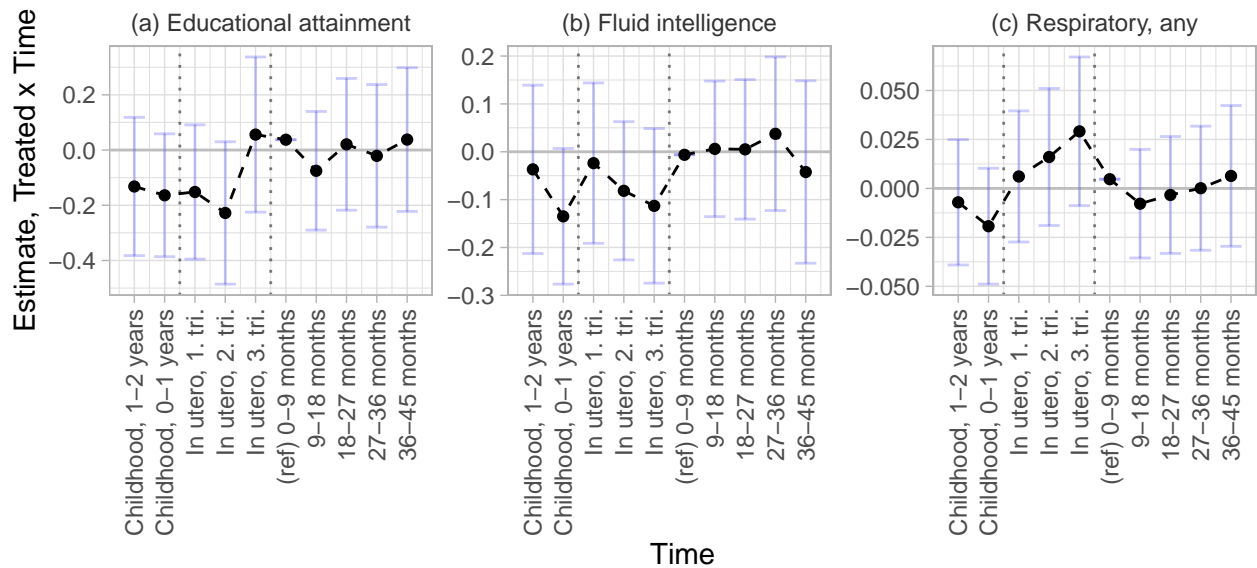 (a) Educational attainment
(b) Fluid intelligence
(c) Respiratory, any
Estimate, Treated x Time
0.2
0.0
−0.2
−0.4
0.2
0.1
0.0
−0.1
−0.2
−0.3
0.050
0.025
0.000
−0.025
−0.050
Childhood, 1−2 years
Childhood, 0−1 years
In utero, 1. tri.
In utero, 2. tri.
In utero, 3. tri.
(ref) 0−9 months
9−18 months
18−27 months
27−36 months
36−45 months
Childhood, 1−2 years
Childhood, 0−1 years
In utero, 1. tri.
In utero, 2. tri.
In utero, 3. tri.
(ref) 0−9 months
9−18 months
18−27 months
27−36 months
36−45 months
Childhood, 1−2 years
Childhood, 0−1 years
In utero, 1. tri.
In utero, 2. tri.
In utero, 3. tri.
(ref) 0−9 months
9−18 months
18−27 months
27−36 months
36−45 months
Time